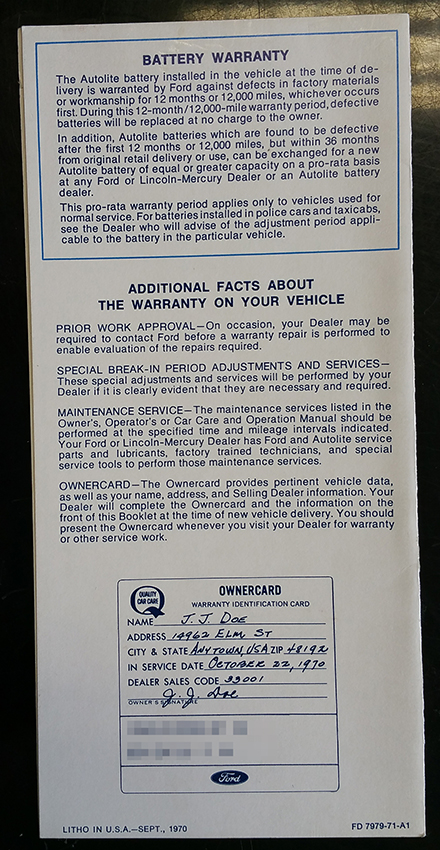 BATTERY WARRANTY
The Autolite battery installed in the vehicle at the time of de-
livery is warranted by Ford against defects in factory materials
or workmanship for 12 months or 12,000 miles, whichever occurs
first. During this 12-month/12,000-mile warranty period, defective
batteries will be replaced at no charge to the owner.
In addition, Autolite batteries which are found to be defective
after the first 12 months or 12,000 miles, but within 36 months
from original retail delivery or use, can be exchanged for a new
Autolite battery of equal or greater capacity on a pro-rata basis
at any Ford or Lincoln-Mercury Dealer or an Autolite battery
dealer.
This pro-rata warranty period applies only to vehicles used for
normal service. For batteries installed in police cars and taxicabs,
see the Dealer who will advise of the adjustment period appli-
cable to the battery in the particular vehicle.
ADDITIONAL FACTS ABOUT
THE WARRANTY ON YOUR VEHICLE
PRIOR WORK APPROVAL—On occasion, your Dealer may be
required to contact Ford before a warranty repair is performed to
enable evaluation of the repairs required.
SPECIAL BREAK-IN PERIOD ADJUSTMENTS AND SERVICES—
These special adjustments and services will be performed by your
Dealer if it is clearly evident that they are necessary and required.
MAINTENANCE SERVICE—The maintenance services listed in the
Owner's, Operator's or Car Care and Operation Manual should be
performed at the specified time and mileage intervals indicated.
Your Ford or Lincoln-Mercury Dealer has Ford and Autolite service
parts and lubricants, factory trained technicians, and special
service tools to perform those maintenance services.
OWNERCARD—The Ownercard provides pertinent vehicle data,
as well as your name, address, and Selling Dealer information. Your
Dealer will complete the Ownercard and the information on the
front of this Booklet at the time of new vehicle delivery. You should
present the Ownercard whenever you visit your Dealer for warranty
or other service work.
QUALITY
CAR CARE
OWNERCARD
WARRANTY IDENTIFICATION CARD
NAME J. J. DOE
ADDRESS 14962 ELM ST
CITY & STATE ANYTOWN, USA ZIP 48192
IN SERVICE DATE OCTOBER 22, 1970
DEALER SALES CODE 33001
J. J. Doe
OWNER'S SIGNATURE
Ford
LITHO IN U.S.A.—SEPT., 1970
FD 7979-71-A1